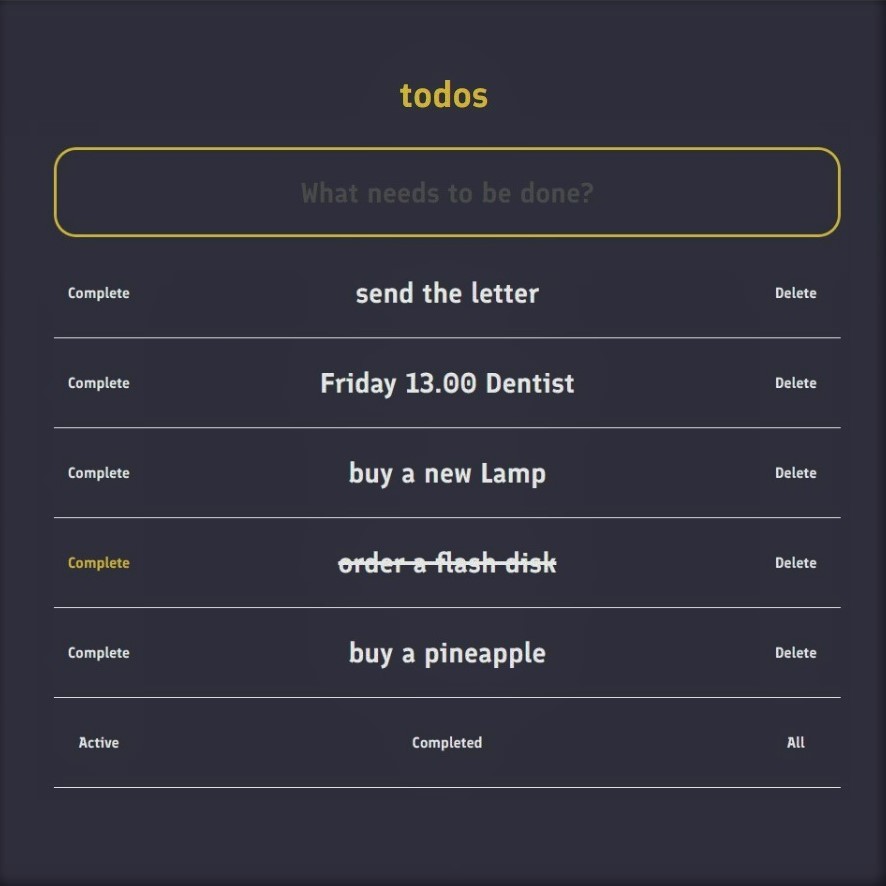 todos
What needs to be done?
Complete send the letter Delete
Complete Friday 13.00 Dentist Delete
Complete buy a new Lamp Delete
Complete order a flash disk Delete
Complete buy a pineapple Delete
Active Completed All